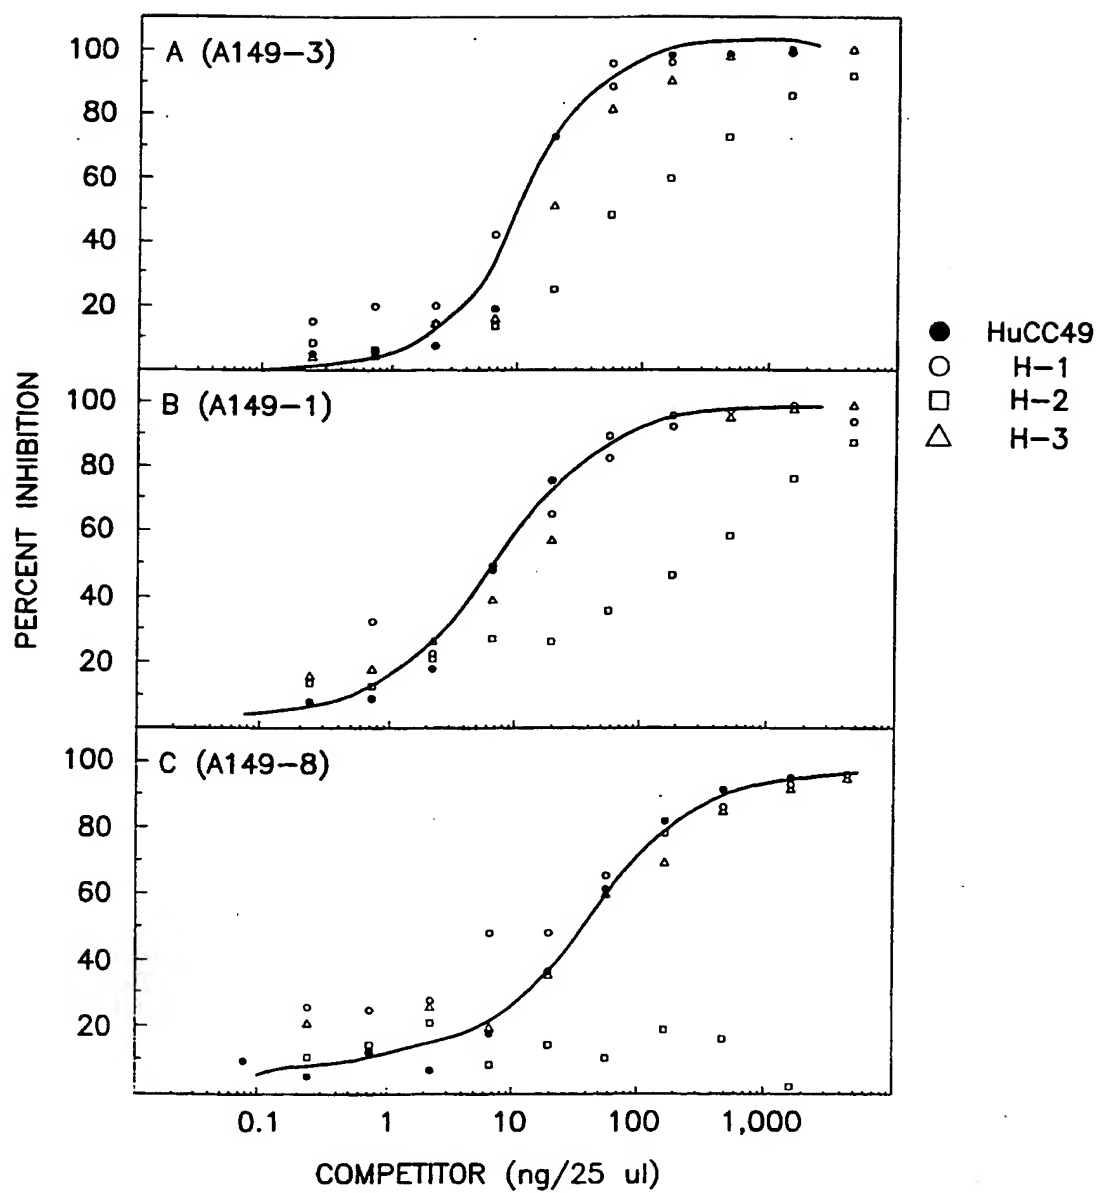 A (A149-3)
100
80
60
40
20
B (A149-1)
100
80
60
40
20
C (A149-8)
100
80
60
40
20
0.1 1 10 100 1,000
COMPETITOR (ng/25 ul)
PERCENT INHIBITION
HuCC49
H-1
H-2
H-3